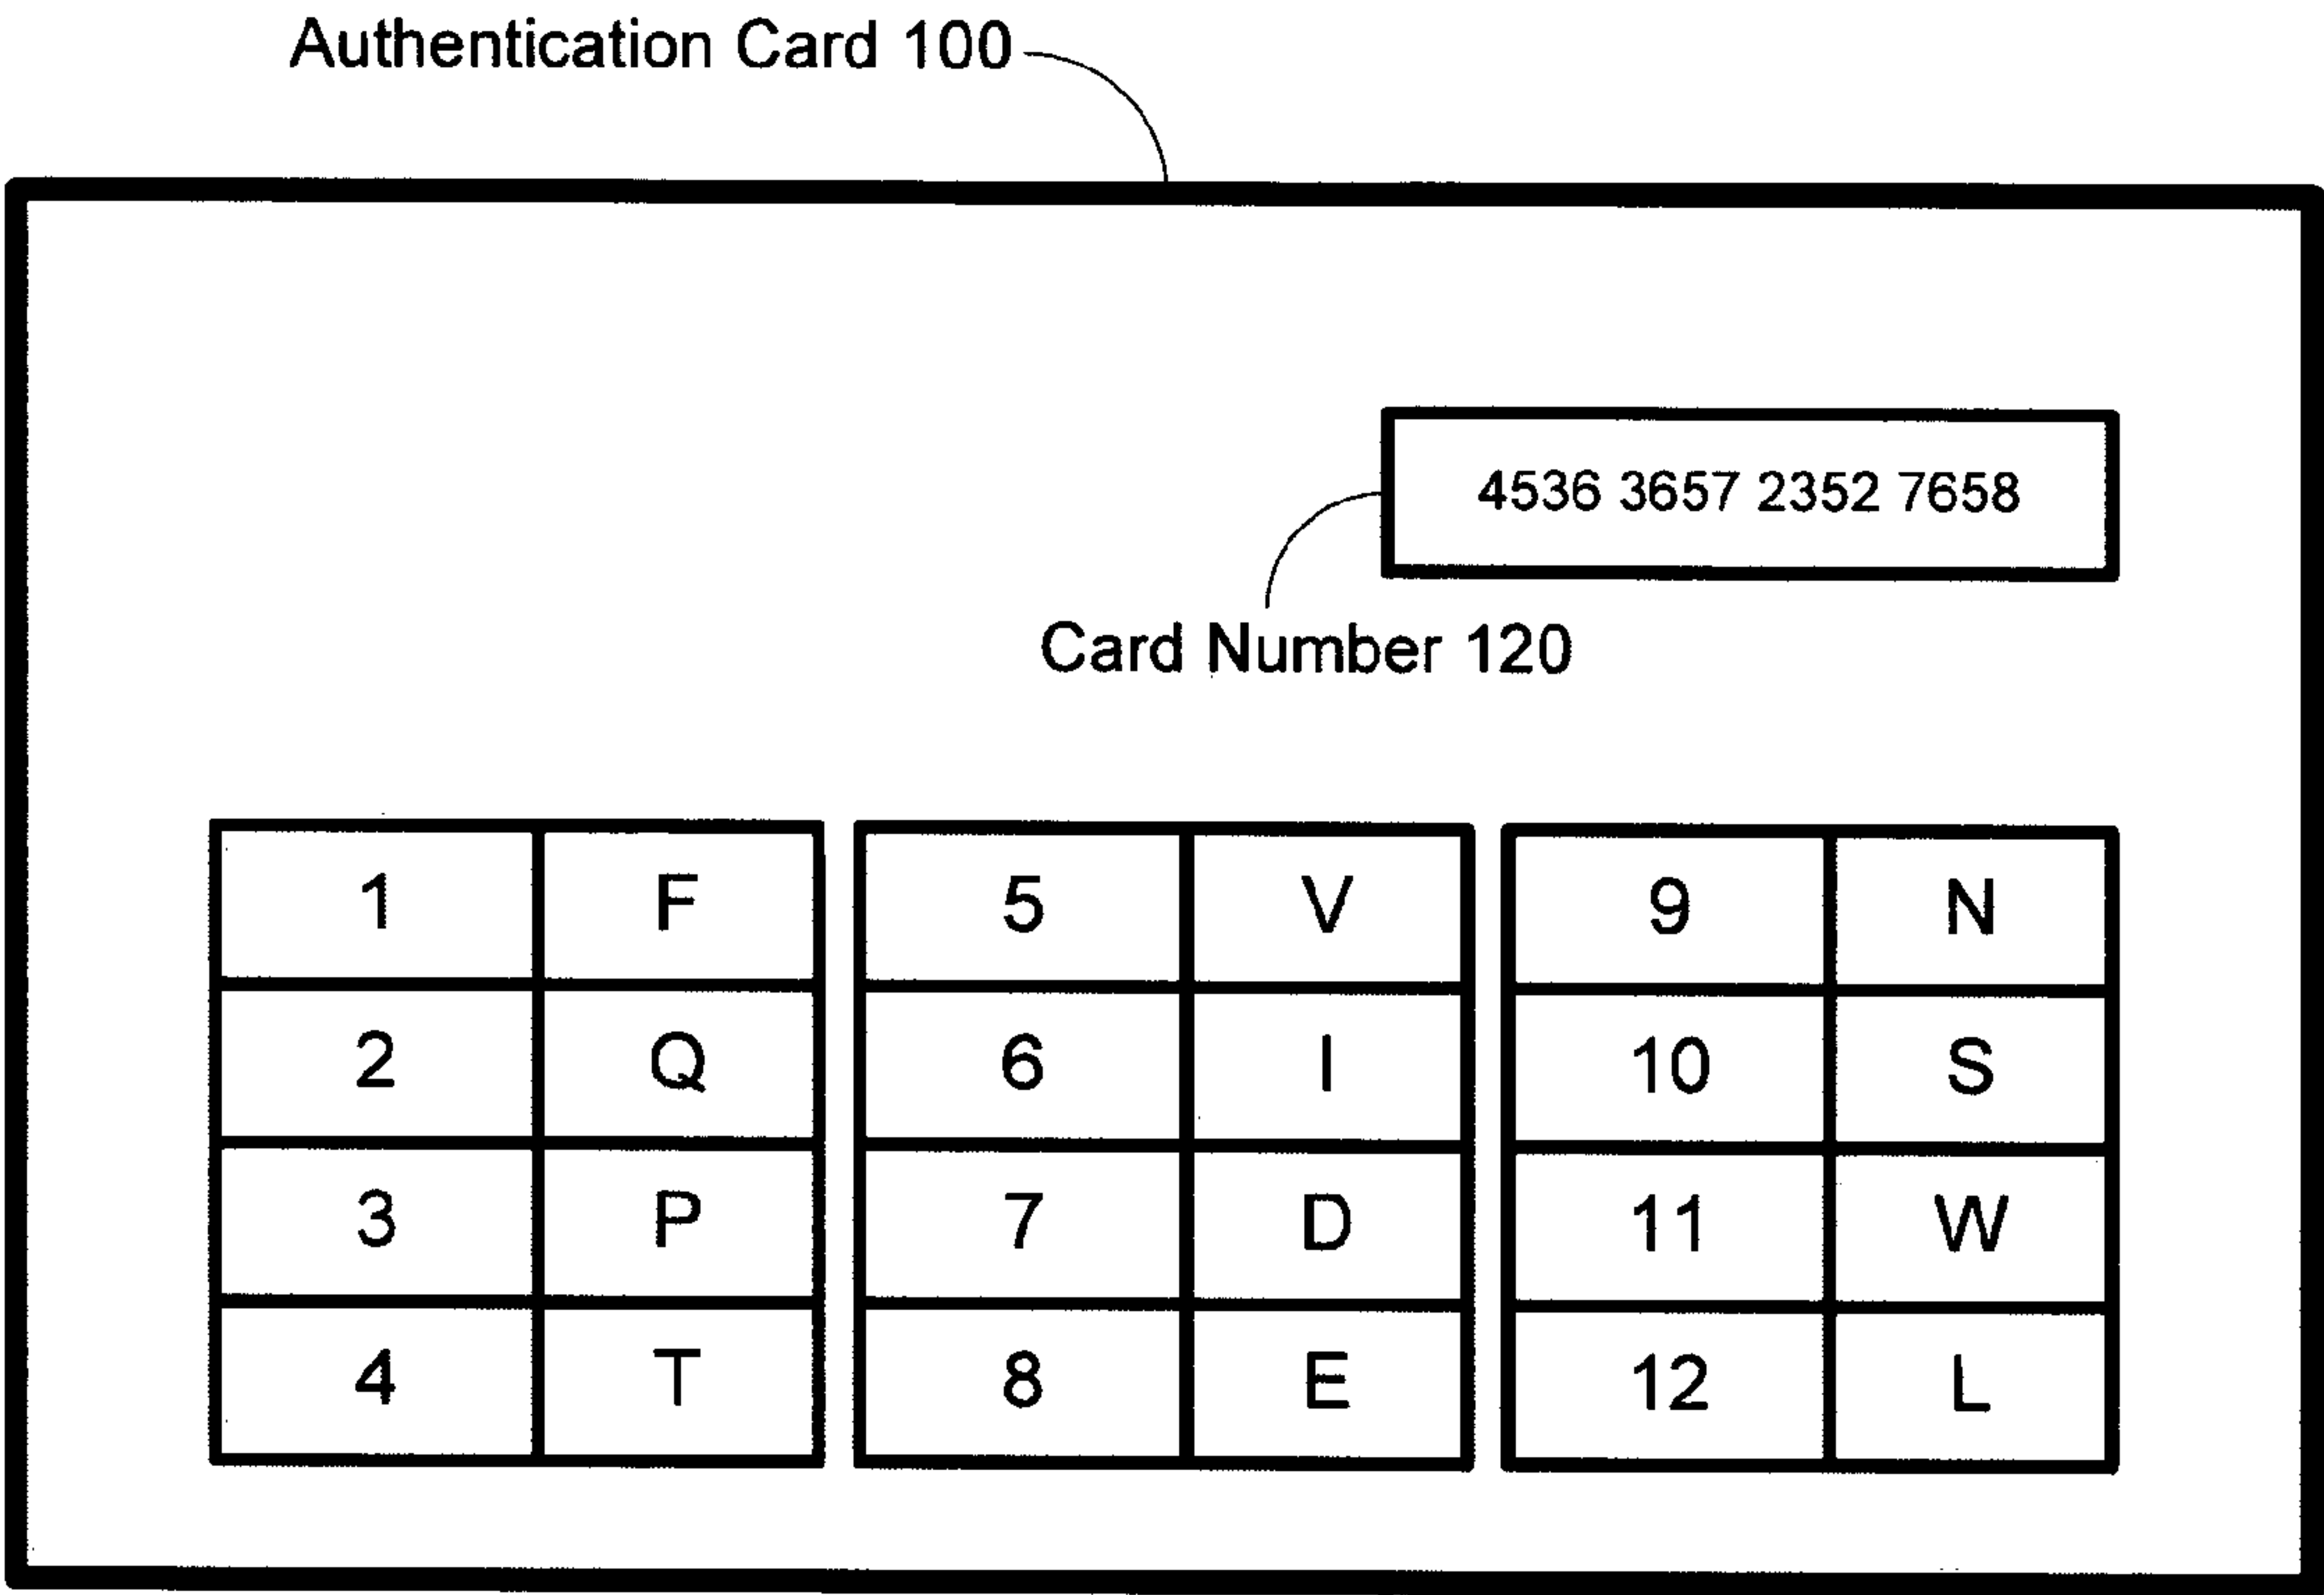 Authentication Card 100
4536 3657 2352 7658
Card Number 120
1 F 5 V 9 N
2 Q 6 I 10 S
3 P 7 D 11 W
4 T 8 E 12 L